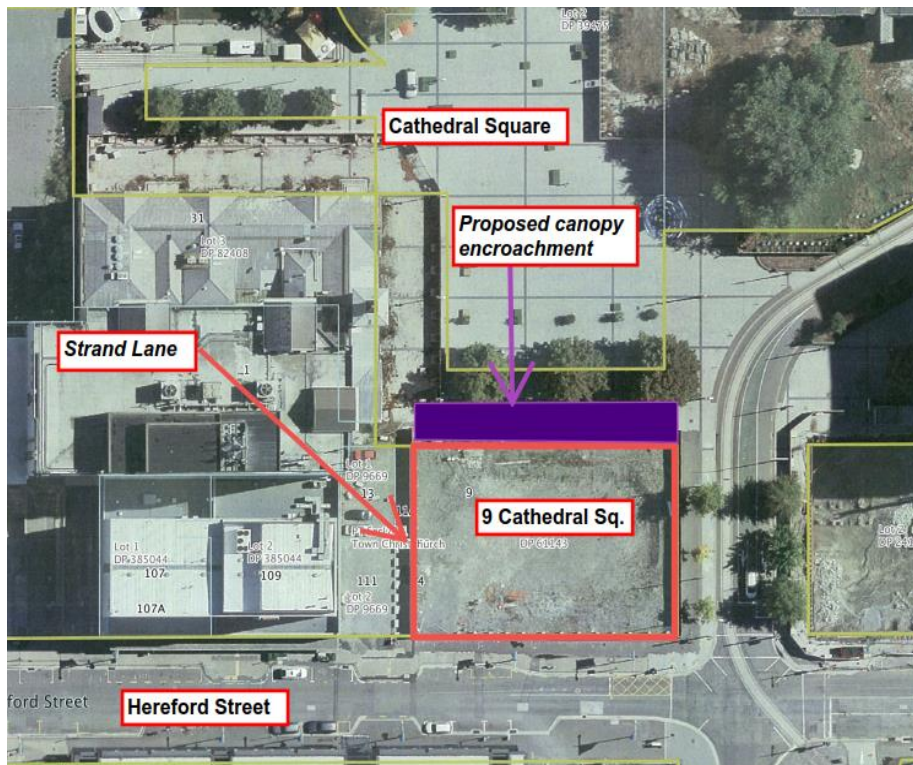 Lot 2
DP 39475
Cathedral Square
31
Lot 3
DP 82408
Proposed canopy
encroachment
Strand Lane
1
Lot 1
DP 9669
13
11
9
9 Cathedral Sq.
DP 61143
Town Christchurch
Lot 1
DP 385044
107
107A
Lot 2
DP 385044
109
111
Lot 2
DP 9669
4
Lot 2
ford Street
Hereford Street